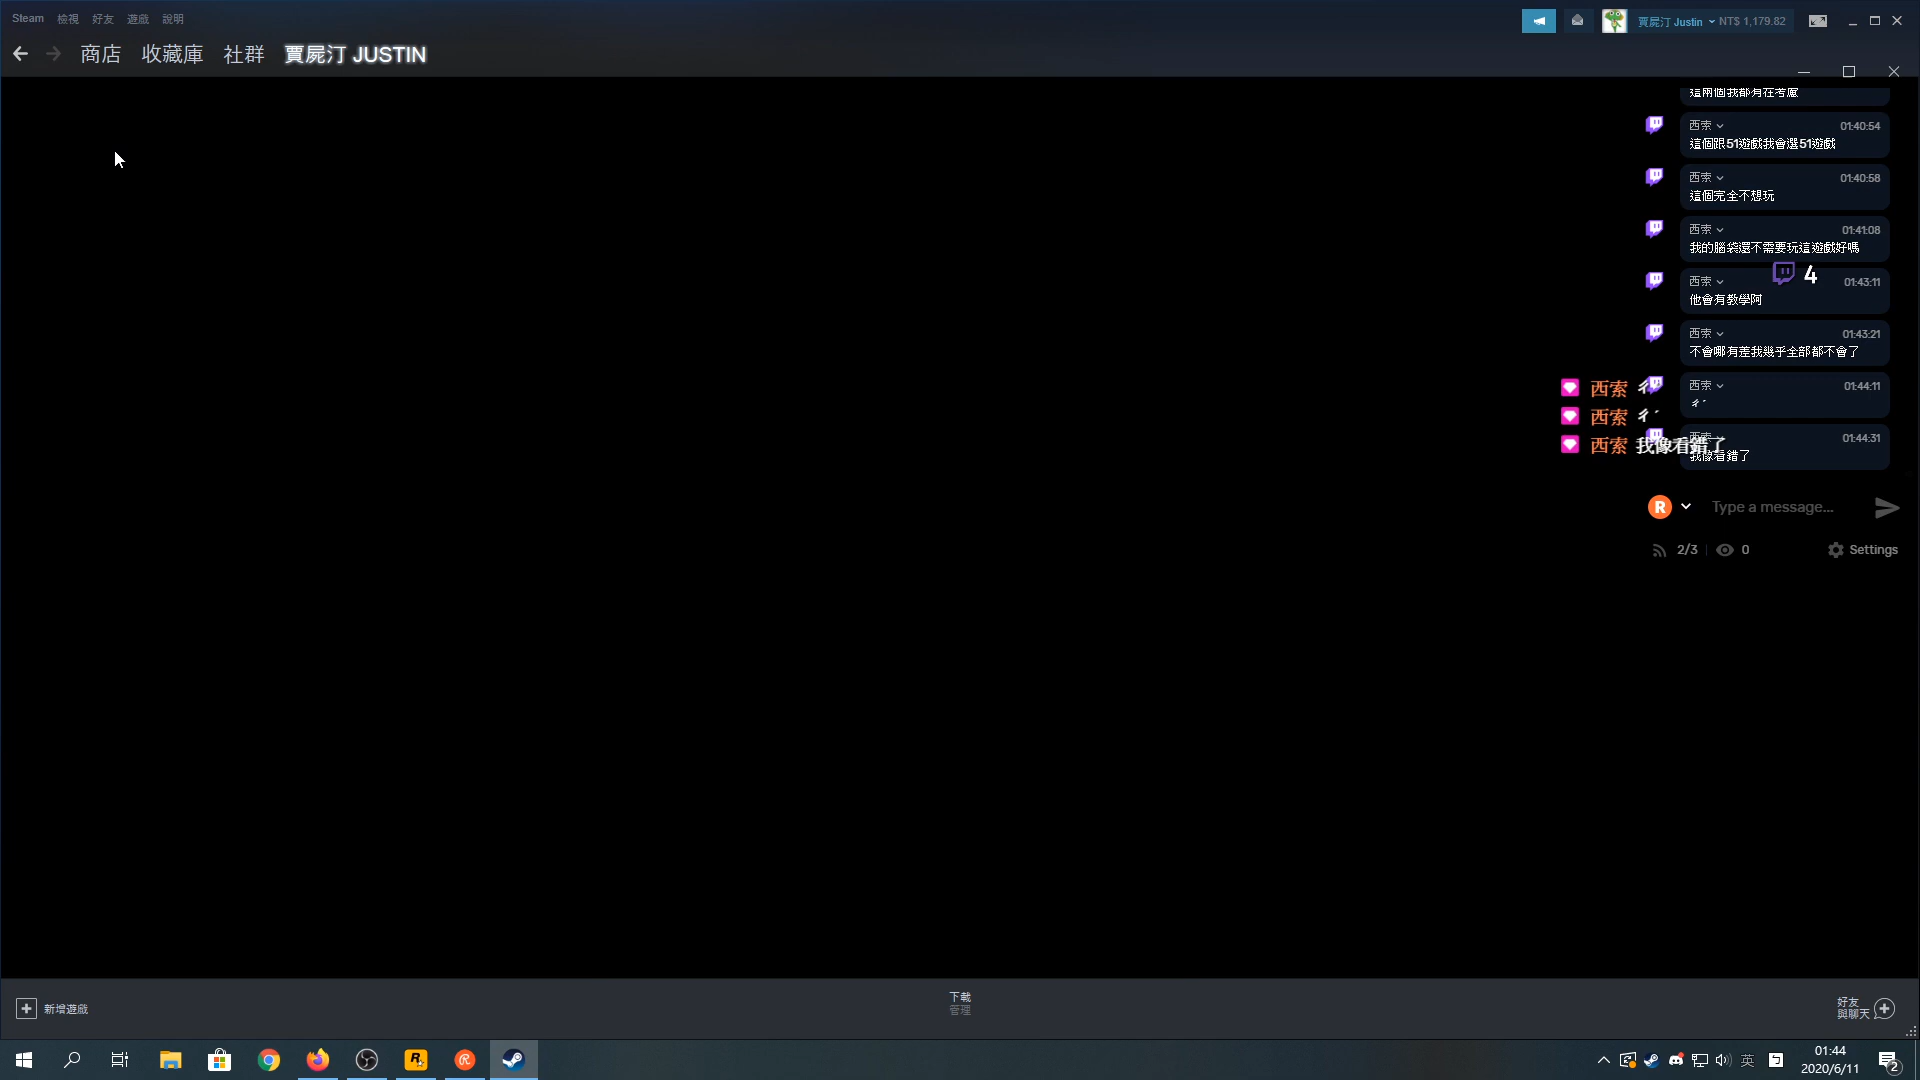 Steam 檢視 好友 遊戲 說明
賈屍汀 Justin NT$ 1,179.82
商店 收藏庫 社群 賈屍汀 JUSTIN
這兩個我都有在考慮
西索 01:40:54
這個跟51遊戲我會選51遊戲
西索 01:40:58
這個完全不想玩
西索 01:41:08
我的腦袋還不需要玩這遊戲好嗎
4
西索 01:43:11
他會有教學阿
西索 01:43:21
不會哪有差我幾乎全部都不會了
西索 01:44:11
ㄔˊ
西索 01:44:31
我像看錯了
西索 ㄔ
西索 ㄔˊ
西索 我像看錯了
R Type a message...
2/3 0 Settings
新增遊戲
下載
管理
好友
與聊天
英
01:44
2020/6/11
2